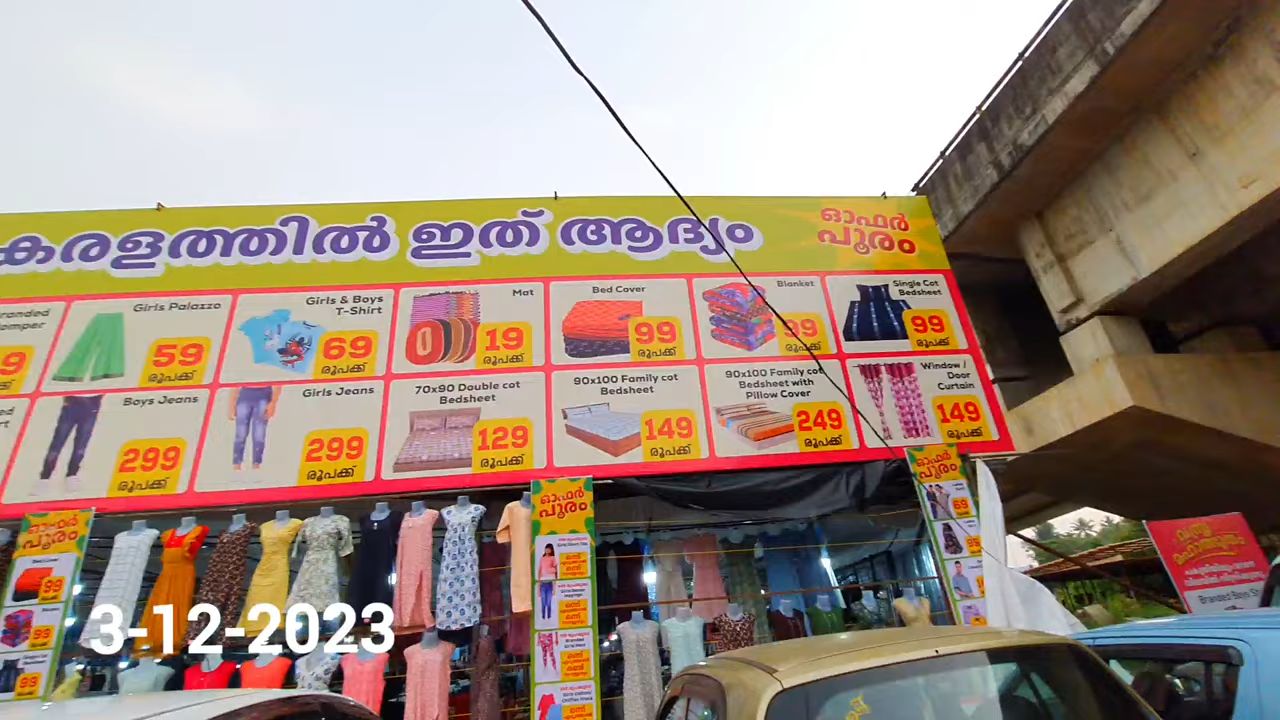 കരളത്തിൽ ഇത് ആദ്യം
ഓഫർ
പൂരം
Girls Palazzo
59
രൂപക്ക്
Girls & Boys
T-Shirt
69
രൂപക്ക്
Mat
19
രൂപക്ക്
Bed Cover
99
രൂപക്ക്
Blanket
99
രൂപക്ക്
Single Cot
Bedsheet
99
രൂപക്ക്
Boys Jeans
299
രൂപക്ക്
Girls Jeans
299
രൂപക്ക്
70x90 Double cot
Bedsheet
129
രൂപക്ക്
90x100 Family cot
Bedsheet
149
രൂപക്ക്
90x100 Family cot
Bedsheet with
Pillow Cover
249
രൂപക്ക്
Window /
Door
Curtain
149
രൂപക്ക്
ഓഫർ
പൂരം
99
99
99
ഓഫർ
പൂരം
ഓഫർ
പൂരം
69
Branded Boys
3-12-2023